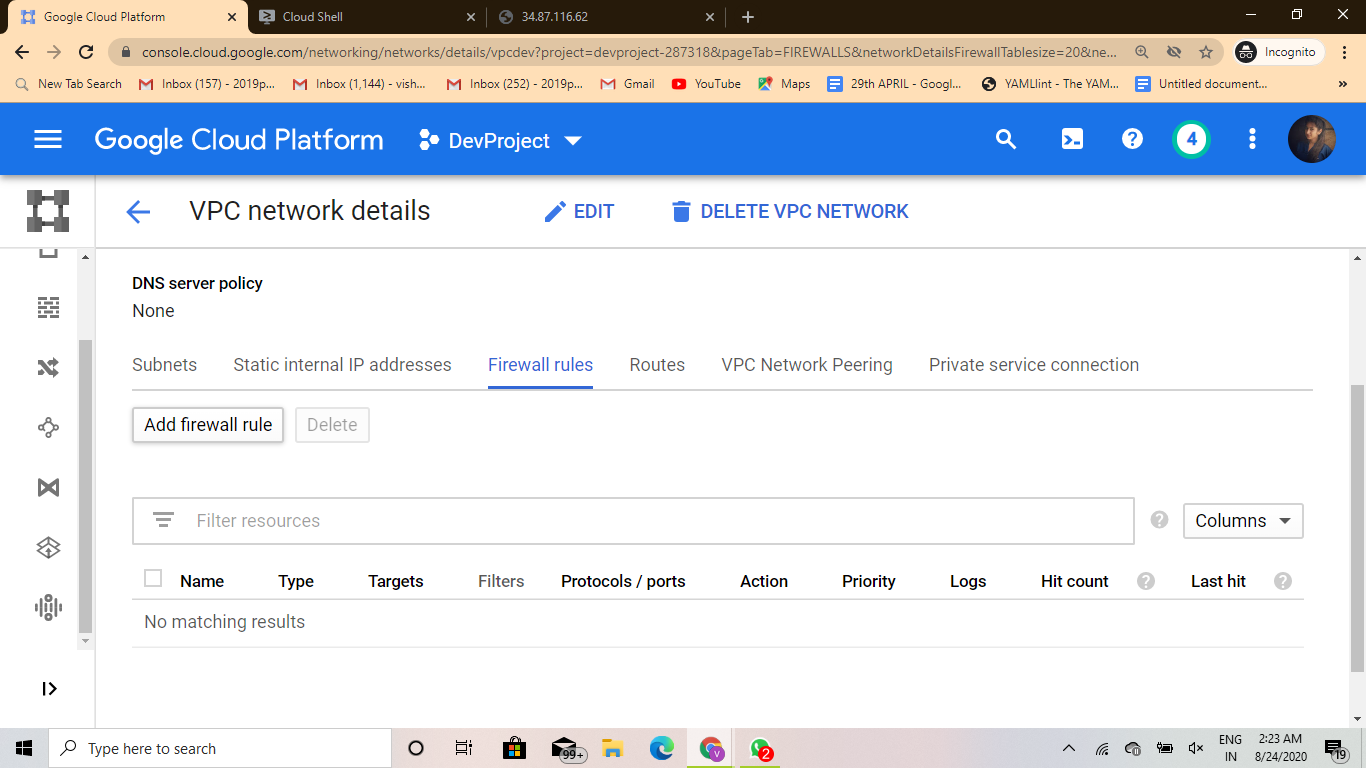 Google Cloud Platform
Cloud Shell
34.87.116.62
console.cloud.google.com/networking/networks/details/vpcdev?project=devproject-287318&pageTab=FIREWALLS&networkDetailsFirewallTablesize=20&ne...
Incognito
New Tab Search
Inbox (157) - 2019p...
Inbox (1,144) - vish...
Inbox (252) - 2019p...
Gmail
YouTube
Maps
29th APRIL - Googl...
YAMLlint - The YAM...
Untitled document...
»
Google Cloud Platform
DevProject
4
VPC network details
EDIT
DELETE VPC NETWORK
DNS server policy
None
Subnets
Static internal IP addresses
Firewall rules
Routes
VPC Network Peering
Private service connection
Add firewall rule
Delete
Filter resources
Columns
Name
Type
Targets
Filters
Protocols / ports
Action
Priority
Logs
Hit count
Last hit
No matching results
Type here to search
99+
V
2
ENG
IN
2:23 AM
8/24/2020
19